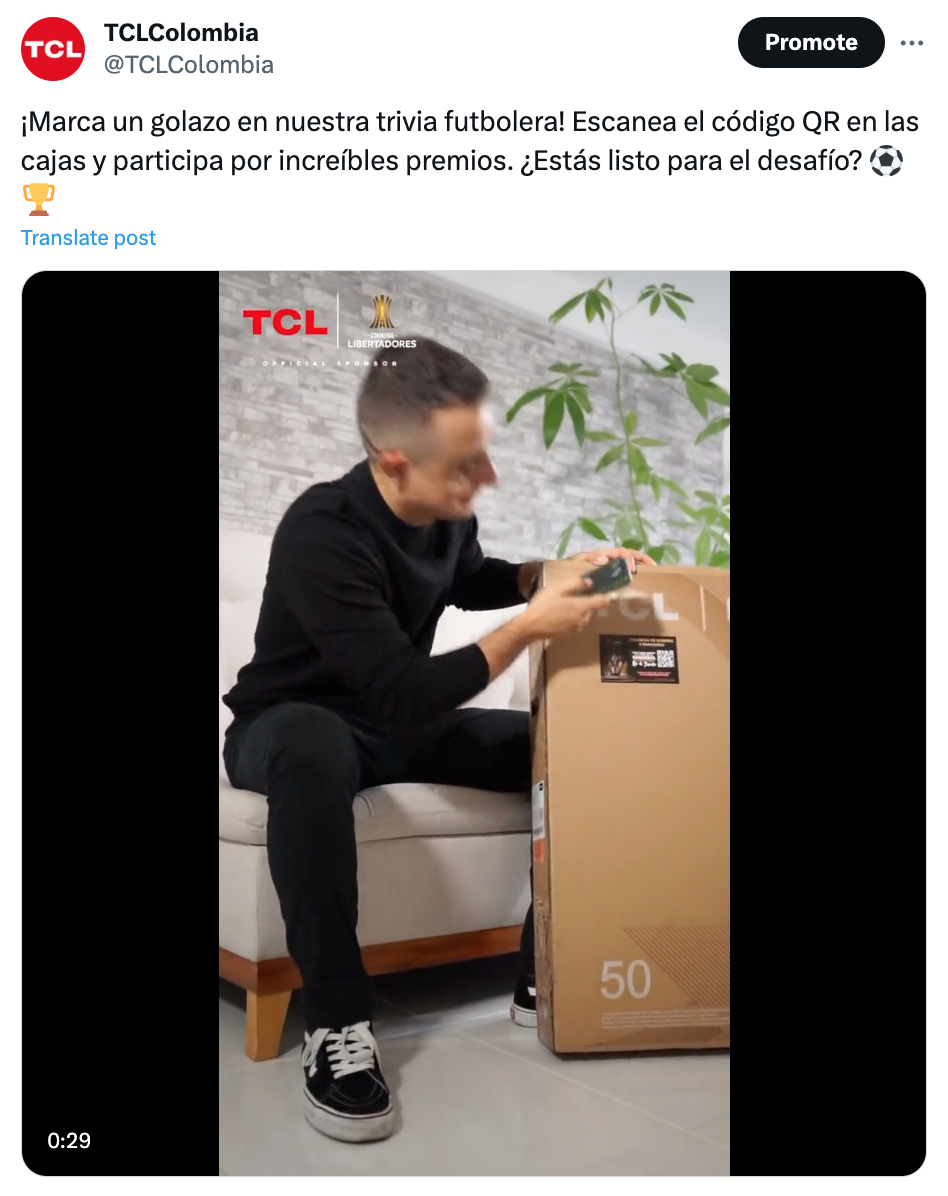 TCL
TCLColombia
@TCLColombia
Promote
¡Marca un golazo en nuestra trivia futbolera! Escanea el código QR en las
cajas y participa por increíbles premios. ¿Estás listo para el desafío? ⚽
🏆
Translate post
TCL
CONMEBOL
LIBERTADORES
OFFICIAL SPONSOR
TCL
50
0:29